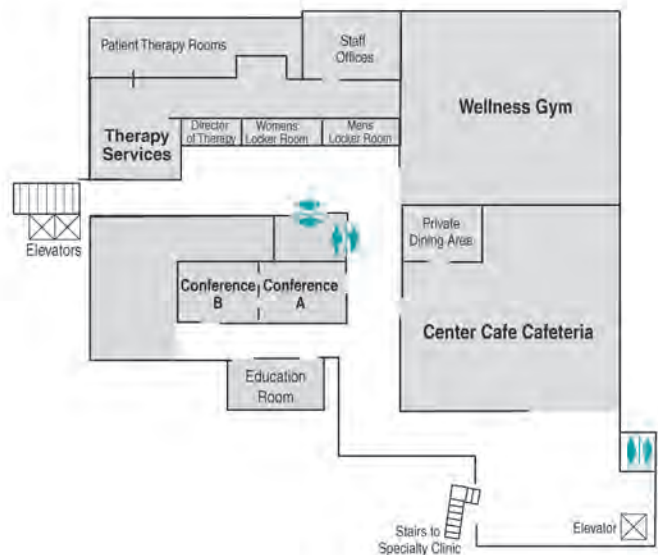 Patient Therapy Rooms
Staff
Offices
Wellness Gym
Therapy
Services
Director
of Therapy
Womens
Locker Room
Mens
Locker Room
Elevators
Private
Dining Area
Conference
B
Conference
A
Center Cafe Cafeteria
Education
Room
Stairs to
Specialty Clinic
Elevator